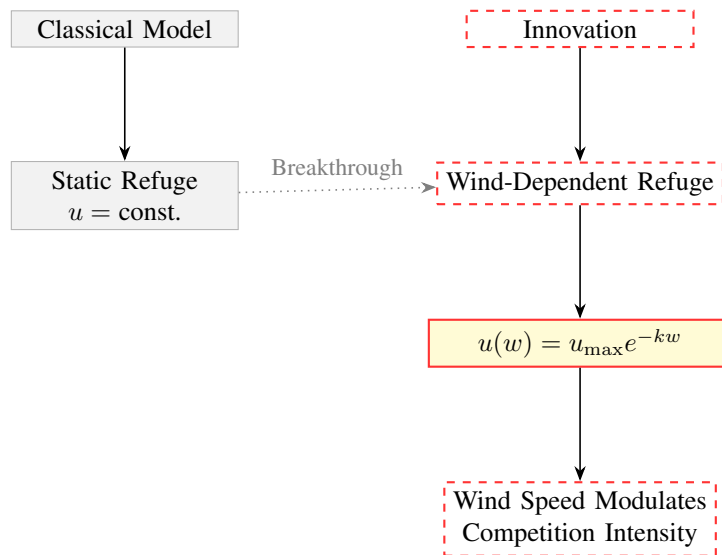 Classical Model
Innovation
Breakthrough
Static Refuge
u = const.
Wind-Dependent Refuge
u(w) = u_max e^{-kw}
Wind Speed Modulates
Competition Intensity